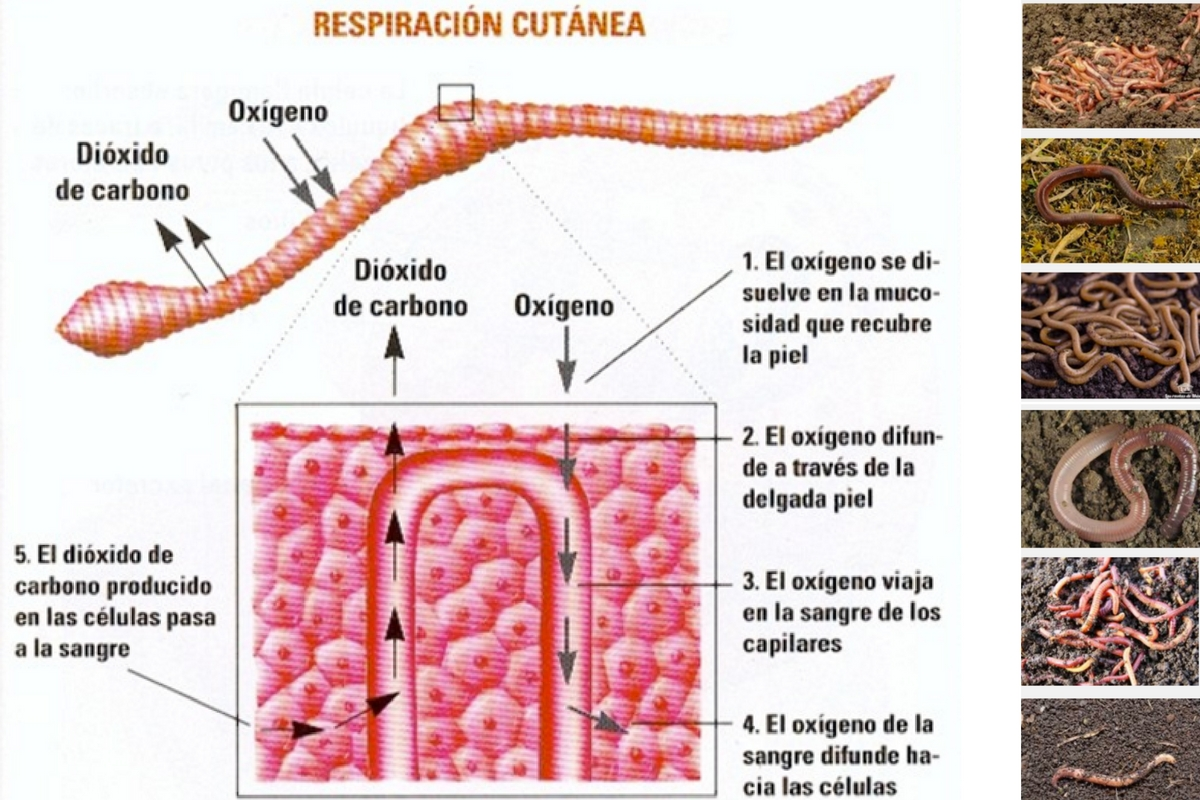 RESPIRACIÓN CUTÁNEA
Oxígeno
Dióxido
de carbono
Dióxido
de carbono
Oxígeno
1. El oxígeno se di-
suelve en la muco-
sidad que recubre
la piel
2. El oxígeno difun-
de a través de la
delgada piel
3. El oxígeno viaja
en la sangre de los
capilares
4. El oxígeno de la
sangre difunde ha-
cia las células
5. El dióxido de
carbono producido
en las células pasa
a la sangre